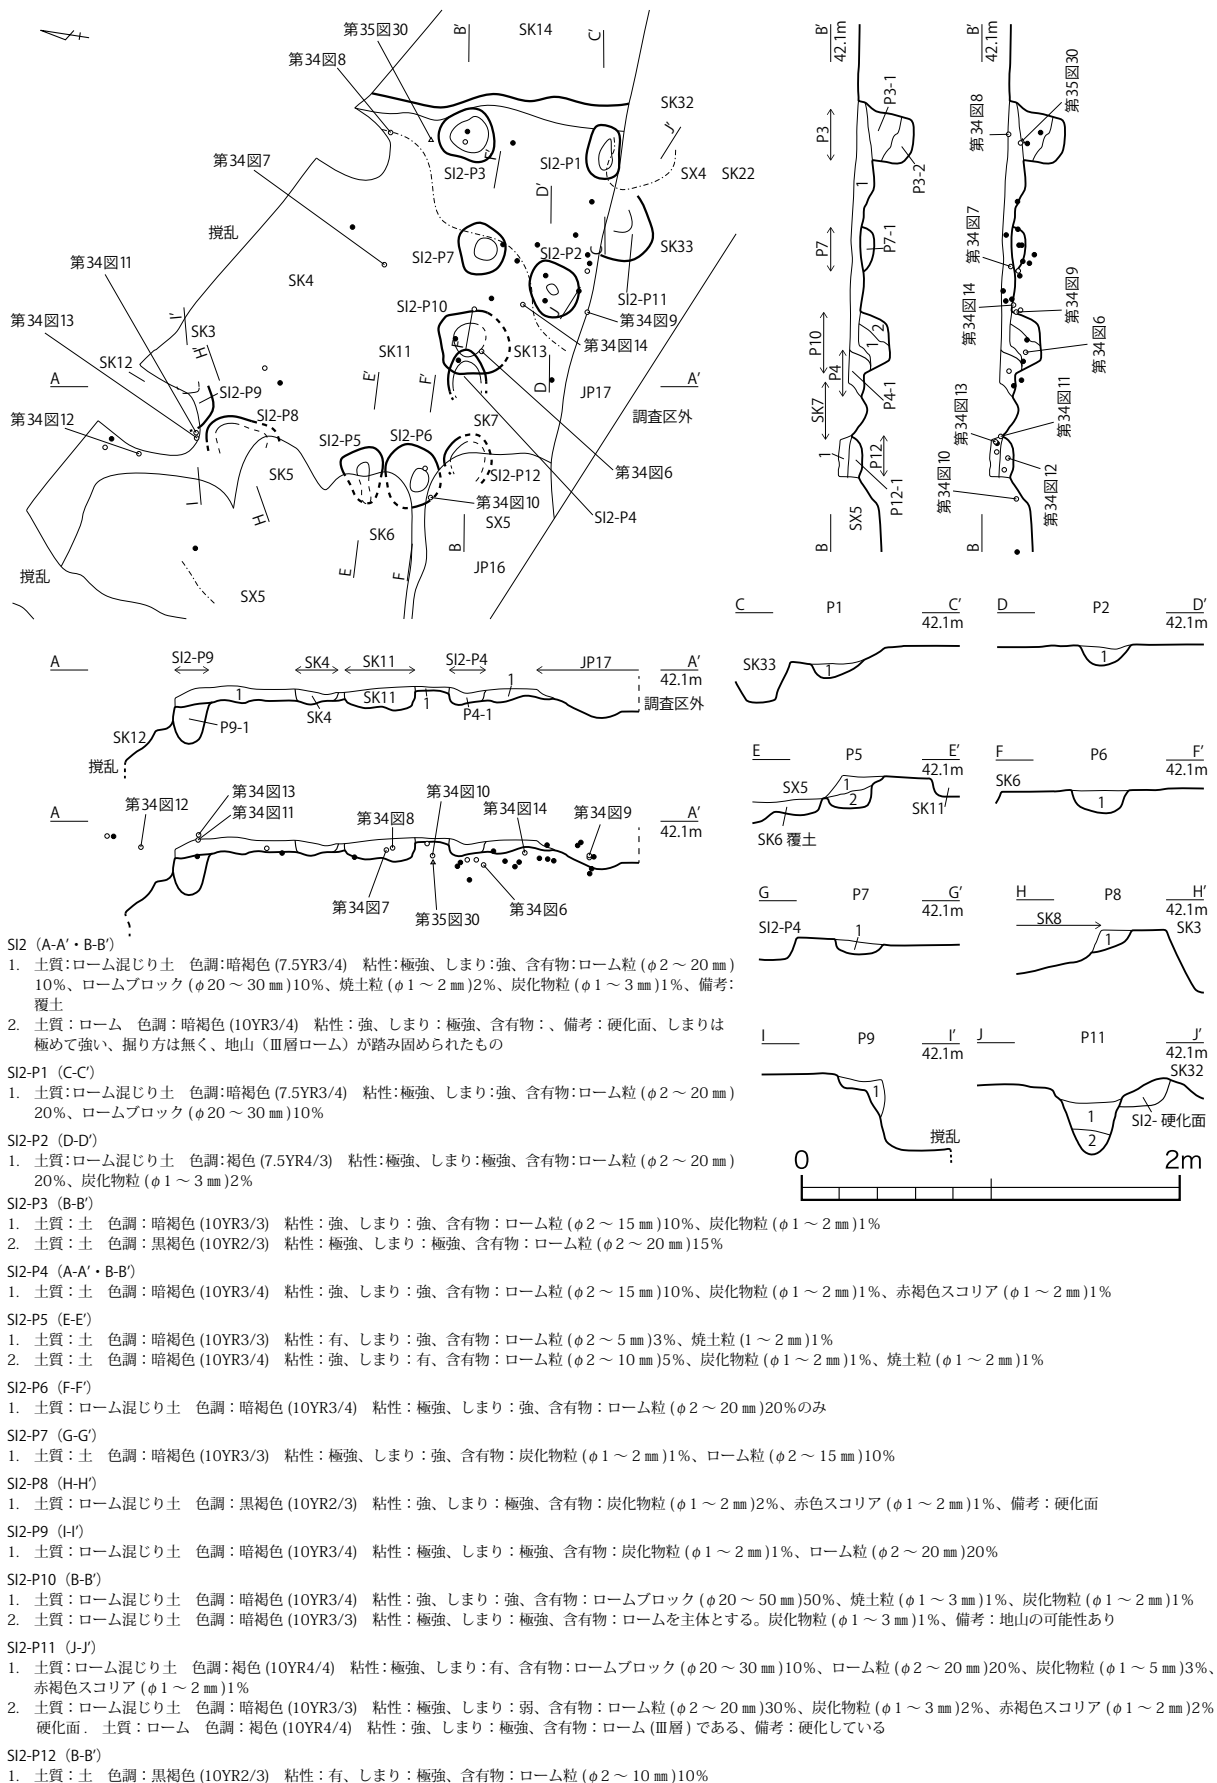 第35図30
第34図8
B′
SK14
C′
SK32
J′
SI2-P3
J′
SI2-P1
SX4
SK22
第34図7
D′
撹乱
SK33
SI2-P7
SI2-P2
C
SK4
第34図11
SI2-P11
SI2-P10
J
第34図9
I′
第34図13
SK3
第34図14
SK12
H′
SK11
SK13
A
SI2-P9
E′
F′
D
JP17
A′
調査区外
第34図12
SI2-P8
SK7
SI2-P5
SI2-P6
SK5
SI2-P12
第34図6
I
第34図10
H
SX5
SI2-P4
SK6
B
JP16
撹乱
E
F
SX5
B′
42.1m
P3
P3-1
P3-2
1
P7
P7-1
P10
1
2
P4
P4-1
SK7
1
P12
P12-1
SX5
B
B′
42.1m
第34図8
第35図30
第34図7
第34図14
第34図9
第34図6
第34図13
第34図11
第34図10
第34図12
B
A
SI2-P9
SK4
SK11
SI2-P4
JP17
A′
42.1m
調査区外
1
SK11
1
1
SK4
P4-1
P9-1
SK12
撹乱
A
第34図12
第34図13
第34図11
第34図10
第34図8
第34図14
第34図9
A′
42.1m
第34図7
第35図30
第34図6
C
P1
C′
42.1m
SK33
1
D
P2
D′
42.1m
1
E
P5
E′
42.1m
SX5
1
2
SK11
SK6 覆土
F
P6
F′
42.1m
SK6
1
G
P7
G′
42.1m
SI2-P4
1
H
P8
H′
42.1m
SK8
SK3
1
I
P9
I′
42.1m
1
撹乱
J
P11
J′
42.1m
SK32
1
2
SI2- 硬化面
0
2m
SI2（A-A′・B-B′）
1. 土質：ローム混じり土 色調：暗褐色 (7.5YR3/4) 粘性：極強、しまり：強、含有物：ローム粒 (φ2～20㎜)
10%、ロームブロック (φ20～30㎜)10%、焼土粒 (φ1～2㎜)2%、炭化物粒 (φ1～3㎜)1%、備考：
覆土
2. 土質：ローム 色調：暗褐色 (10YR3/4) 粘性：強、しまり：極強、含有物：、備考：硬化面、しまりは
極めて強い、掘り方は無く、地山（Ⅲ層ローム）が踏み固められたもの
SI2-P1（C-C′）
1. 土質：ローム混じり土 色調：暗褐色 (7.5YR3/4) 粘性：極強、しまり：強、含有物：ローム粒 (φ2～20㎜)
20%、ロームブロック (φ20～30㎜)10%
SI2-P2（D-D′）
1. 土質：ローム混じり土 色調：褐色 (7.5YR4/3) 粘性：極強、しまり：極強、含有物：ローム粒 (φ2～20㎜)
20%、炭化物粒 (φ1～3㎜)2%
SI2-P3（B-B′）
1. 土質：土 色調：暗褐色 (10YR3/3) 粘性：強、しまり：強、含有物：ローム粒 (φ2～15㎜)10%、炭化物粒 (φ1～2㎜)1%
2. 土質：土 色調：黒褐色 (10YR2/3) 粘性：極強、しまり：極強、含有物：ローム粒 (φ2～20㎜)15%
SI2-P4（A-A′・B-B′）
1. 土質：土 色調：暗褐色 (10YR3/4) 粘性：強、しまり：強、含有物：ローム粒 (φ2～15㎜)10%、炭化物粒 (φ1～2㎜)1%、赤褐色スコリア (φ1～2㎜)1%
SI2-P5（E-E′）
1. 土質：土 色調：暗褐色 (10YR3/3) 粘性：有、しまり：強、含有物：ローム粒 (φ2～5㎜)3%、焼土粒 (1～2㎜)1%
2. 土質：土 色調：暗褐色 (10YR3/4) 粘性：強、しまり：有、含有物：ローム粒 (φ2～10㎜)5%、炭化物粒 (φ1～2㎜)1%、焼土粒 (φ1～2㎜)1%
SI2-P6（F-F′）
1. 土質：ローム混じり土 色調：暗褐色 (10YR3/4) 粘性：極強、しまり：強、含有物：ローム粒 (φ2～20㎜)20%のみ
SI2-P7（G-G′）
1. 土質：土 色調：暗褐色 (10YR3/3) 粘性：極強、しまり：強、含有物：炭化物粒 (φ1～2㎜)1%、ローム粒 (φ2～15㎜)10%
SI2-P8（H-H′）
1. 土質：ローム混じり土 色調：黒褐色 (10YR2/3) 粘性：強、しまり：極強、含有物：炭化物粒 (φ1～2㎜)2%、赤色スコリア (φ1～2㎜)1%、備考：硬化面
SI2-P9（I-I′）
1. 土質：ローム混じり土 色調：暗褐色 (10YR3/4) 粘性：極強、しまり：極強、含有物：炭化物粒 (φ1～2㎜)1%、ローム粒 (φ2～20㎜)20%
SI2-P10（B-B′）
1. 土質：ローム混じり土 色調：暗褐色 (10YR3/4) 粘性：強、しまり：強、含有物：ロームブロック (φ20～50㎜)50%、焼土粒 (φ1～3㎜)1%、炭化物粒 (φ1～2㎜)1%
2. 土質：ローム混じり土 色調：暗褐色 (10YR3/3) 粘性：極強、しまり：極強、含有物：ロームを主体とする。炭化物粒 (φ1～3㎜)1%、備考：地山の可能性あり
SI2-P11（J-J′）
1. 土質：ローム混じり土 色調：褐色 (10YR4/4) 粘性：極強、しまり：有、含有物：ロームブロック (φ20～30㎜)10%、ローム粒 (φ2～20㎜)20%、炭化物粒 (φ1～5㎜)3%、
赤褐色スコリア (φ1～2㎜)1%
2. 土質：ローム混じり土 色調：暗褐色 (10YR3/3) 粘性：極強、しまり：弱、含有物：ローム粒 (φ2～20㎜)30%、炭化物粒 (φ1～3㎜)2%、赤褐色スコリア (φ1～2㎜)2%
硬化面． 土質：ローム 色調：褐色 (10YR4/4) 粘性：強、しまり：極強、含有物：ローム (Ⅲ層) である、備考：硬化している
SI2-P12（B-B′）
1. 土質：土 色調：黒褐色 (10YR2/3) 粘性：有、しまり：極強、含有物：ローム粒 (φ2～10㎜)10%